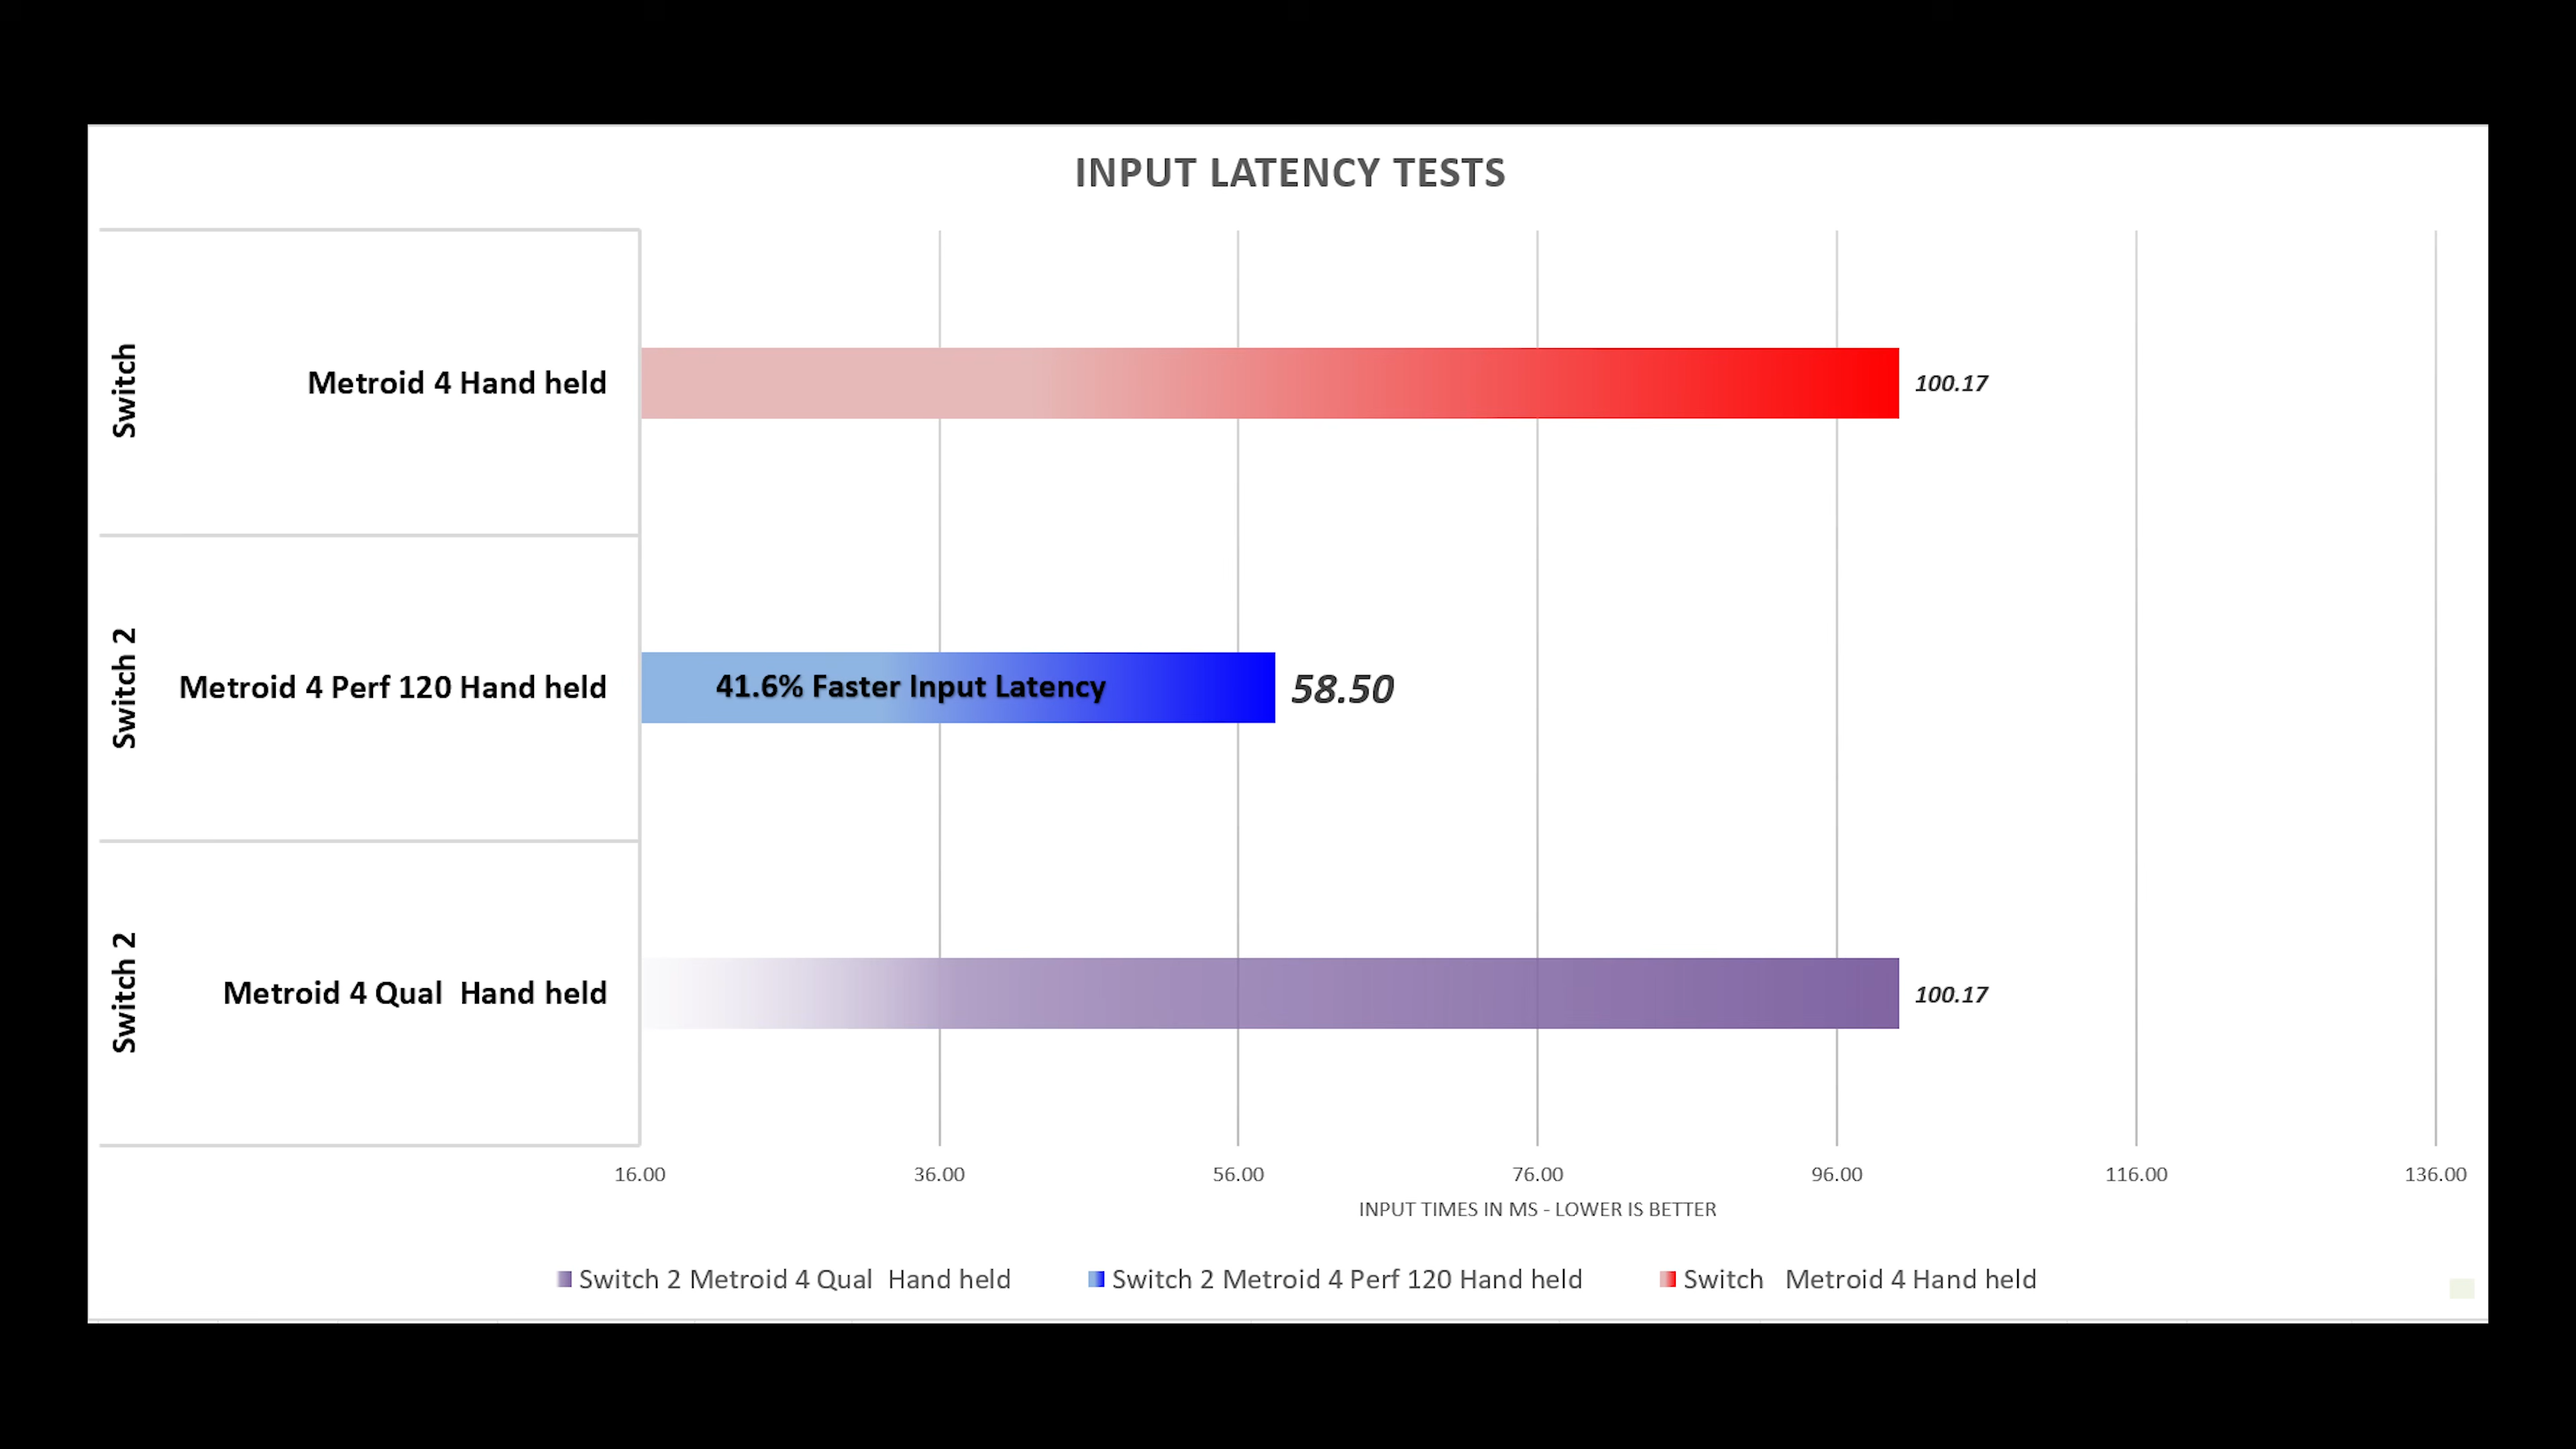 INPUT LATENCY TESTS
Switch
Metroid 4 Hand held
100.17
Switch 2
Metroid 4 Perf 120 Hand held
41.6% Faster Input Latency
58.50
Switch 2
Metroid 4 Qual  Hand held
100.17
16.00 36.00 56.00 76.00 96.00 116.00 136.00
INPUT TIMES IN MS - LOWER IS BETTER
Switch 2 Metroid 4 Qual  Hand held Switch 2 Metroid 4 Perf 120 Hand held Switch   Metroid 4 Hand held